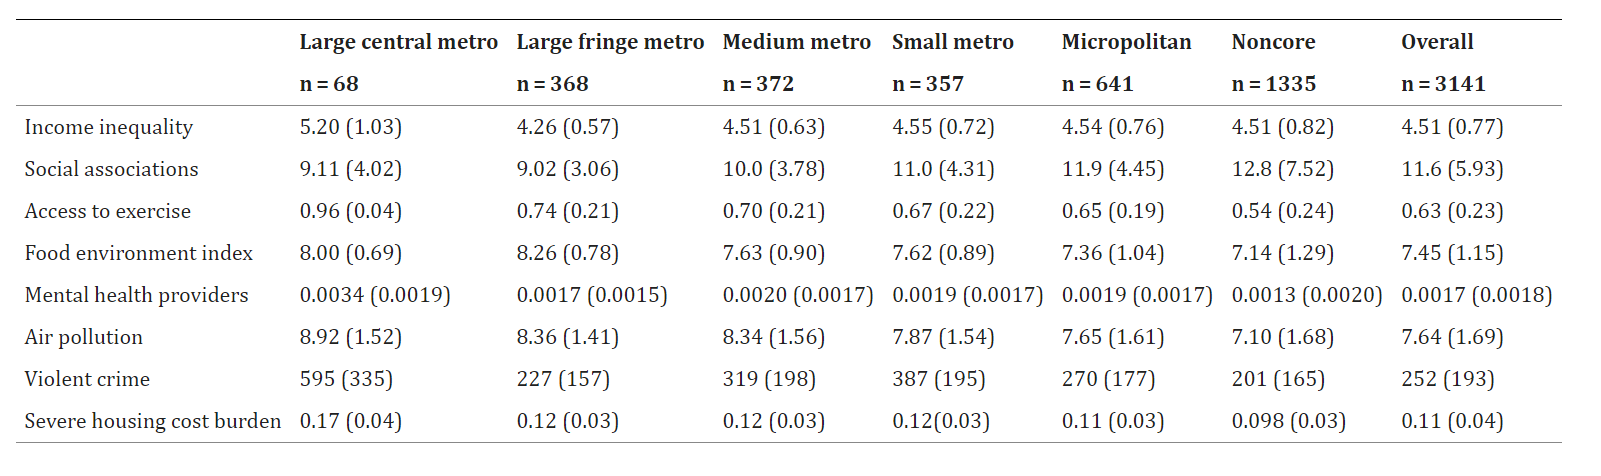 Large central metro Large fringe metro Medium metro Small metro Micropolitan Noncore Overall
n = 68 n = 368 n = 372 n = 357 n = 641 n = 1335 n = 3141
Income inequality 5.20 (1.03) 4.26 (0.57) 4.51 (0.63) 4.55 (0.72) 4.54 (0.76) 4.51 (0.82) 4.51 (0.77)
Social associations 9.11 (4.02) 9.02 (3.06) 10.0 (3.78) 11.0 (4.31) 11.9 (4.45) 12.8 (7.52) 11.6 (5.93)
Access to exercise 0.96 (0.04) 0.74 (0.21) 0.70 (0.21) 0.67 (0.22) 0.65 (0.19) 0.54 (0.24) 0.63 (0.23)
Food environment index 8.00 (0.69) 8.26 (0.78) 7.63 (0.90) 7.62 (0.89) 7.36 (1.04) 7.14 (1.29) 7.45 (1.15)
Mental health providers 0.0034 (0.0019) 0.0017 (0.0015) 0.0020 (0.0017) 0.0019 (0.0017) 0.0019 (0.0017) 0.0013 (0.0020) 0.0017 (0.0018)
Air pollution 8.92 (1.52) 8.36 (1.41) 8.34 (1.56) 7.87 (1.54) 7.65 (1.61) 7.10 (1.68) 7.64 (1.69)
Violent crime 595 (335) 227 (157) 319 (198) 387 (195) 270 (177) 201 (165) 252 (193)
Severe housing cost burden 0.17 (0.04) 0.12 (0.03) 0.12 (0.03) 0.12(0.03) 0.11 (0.03) 0.098 (0.03) 0.11 (0.04)